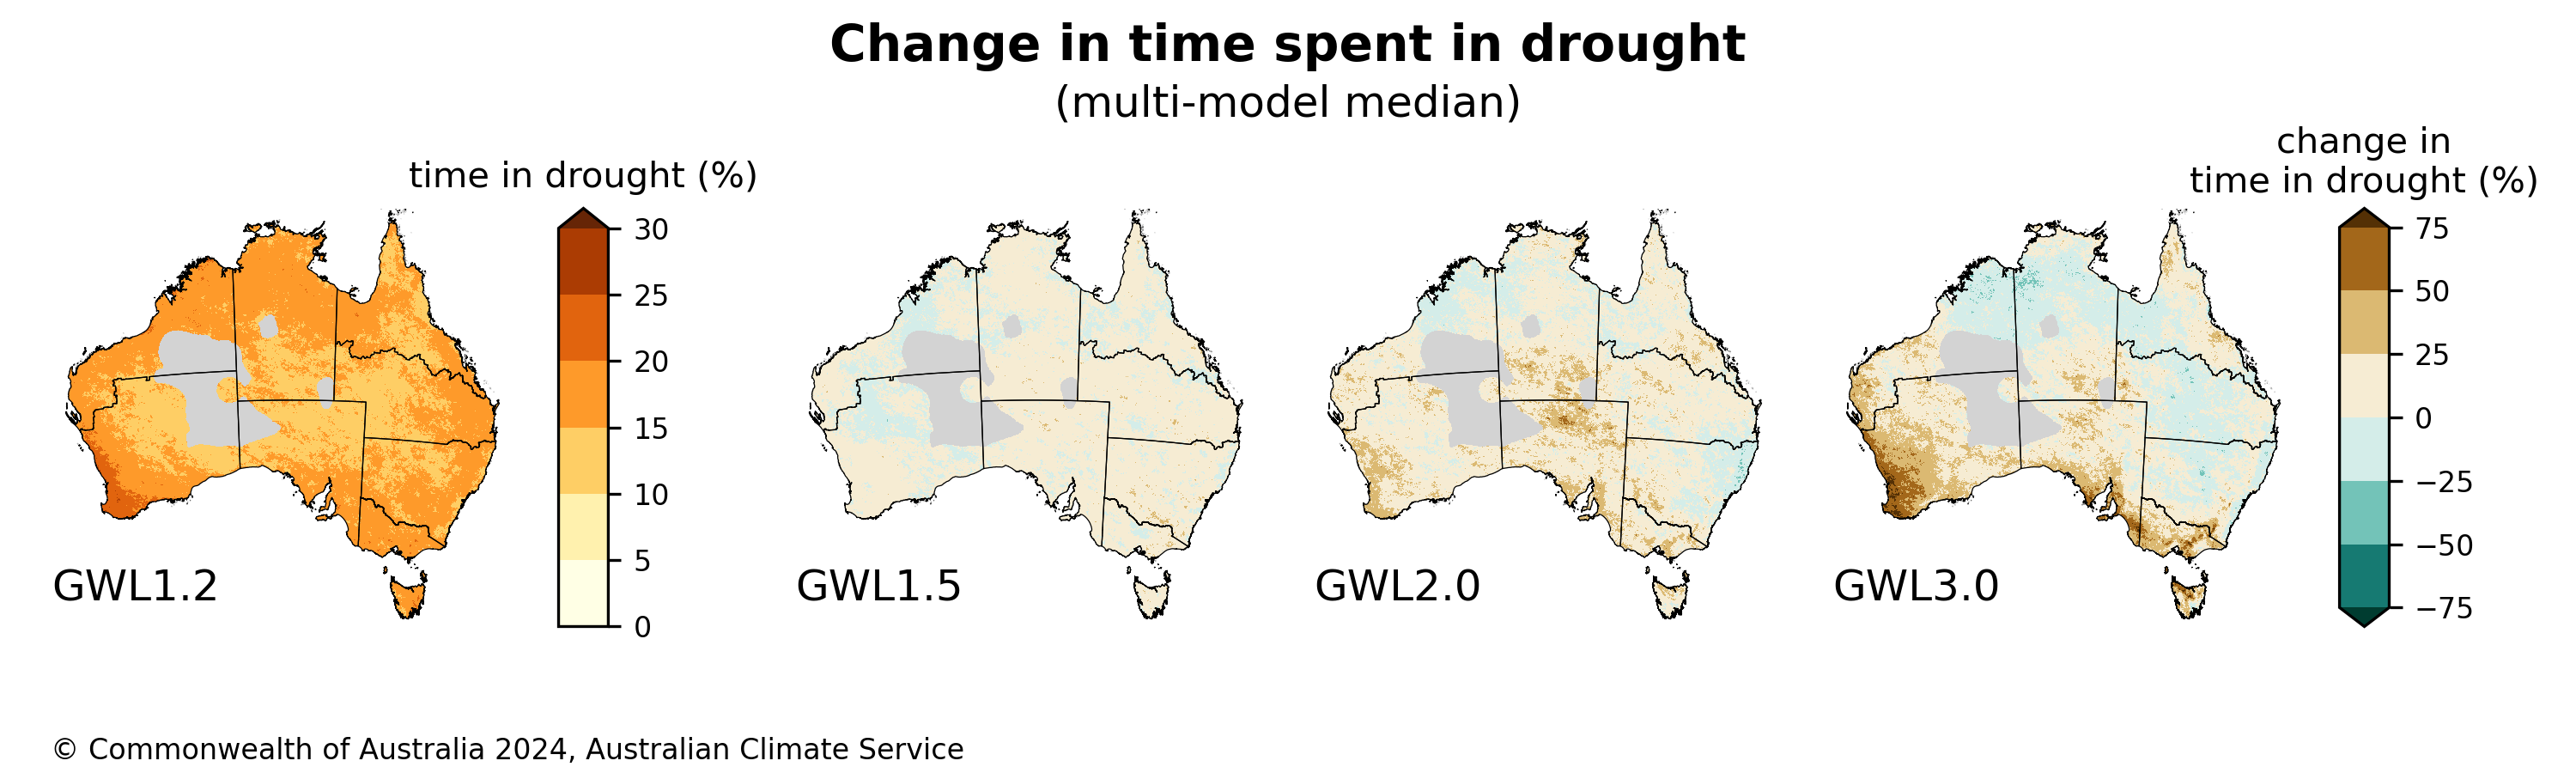 Change in time spent in drought
(multi-model median)
time in drought (%)
30
25
20
15
10
5
0
GWL1.2
GWL1.5
GWL2.0
GWL3.0
change in
time in drought (%)
75
50
25
0
−25
−50
−75
© Commonwealth of Australia 2024, Australian Climate Service